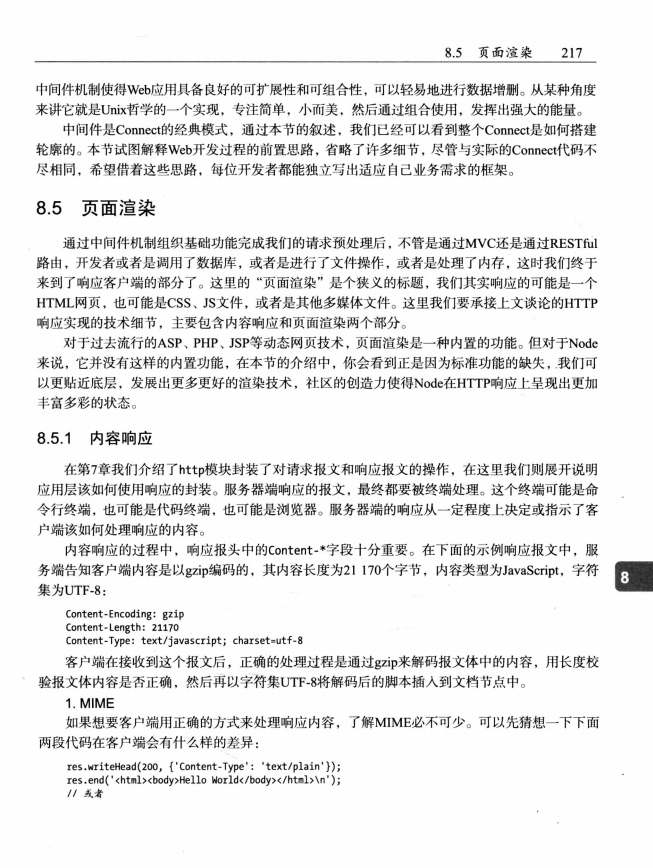 8.5 页面渲染 217
中间件机制使得Web应用具备良好的可扩展性和可组合性，可以轻易地进行数据增删。从某种角度
来讲它就是Unix哲学的一个实现，专注简单，小而美，然后通过组合使用，发挥出强大的能量。
中间件是Connect的经典模式，通过本节的叙述，我们已经可以看到整个Connect是如何搭建
轮廓的。本节试图解释Web开发过程的前置思路，省略了许多细节，尽管与实际的Connect代码不
尽相同，希望借着这些思路，每位开发者都能独立写出适应自己业务需求的框架。
8.5 页面渲染
通过中间件机制组织基础功能完成我们的请求预处理后，不管是通过MVC还是通过RESTful
路由，开发者或者是调用了数据库，或者是进行了文件操作，或者是处理了内存，这时我们终于
来到了响应客户端的部分了。这里的“页面渲染”是个狭义的标题，我们其实响应的可能是一个
HTML网页，也可能是CSS、JS文件，或者是其他多媒体文件。这里我们要承接上文谈论的HTTP
响应实现的技术细节，主要包含内容响应和页面渲染两个部分。
对于过去流行的ASP、PHP、JSP等动态网页技术，页面渲染是一种内置的功能。但对于Node
来说，它并没有这样的内置功能，在本节的介绍中，你会看到正是因为标准功能的缺失，我们可
以更贴近底层，发展出更多更好的渲染技术，社区的创造力使得Node在HTTP响应上呈现出更加
丰富多彩的状态。
8.5.1 内容响应
在第7章我们介绍了http模块封装了对请求报文和响应报文的操作，在这里我们则展开说明
应用层该如何使用响应的封装。服务器端响应的报文，最终都要被终端处理。这个终端可能是命
令行终端，也可能是代码终端，也可能是浏览器。服务器端的响应从一定程度上决定或指示了客
户端该如何处理响应的内容。
内容响应的过程中，响应报头中的Content-*字段十分重要。在下面的示例响应报文中，服
务端告知客户端内容是以gzip编码的，其内容长度为21 170个字节，内容类型为JavaScript，字符
集为UTF-8：
8
Content-Encoding: gzip
Content-Length: 21170
Content-Type: text/javascript; charset=utf-8
客户端在接收到这个报文后，正确的处理过程是通过gzip来解码报文体中的内容，用长度校
验报文体内容是否正确，然后再以字符集UTF-8将解码后的脚本插入到文档节点中。
1. MIME
如果想要客户端用正确的方式来处理响应内容，了解MIME必不可少。可以先猜想一下下面
两段代码在客户端会有什么样的差异：
res.writeHead(200, {'Content-Type': 'text/plain'});
res.end('<html><body>Hello World</body></html>\n');
// 或者